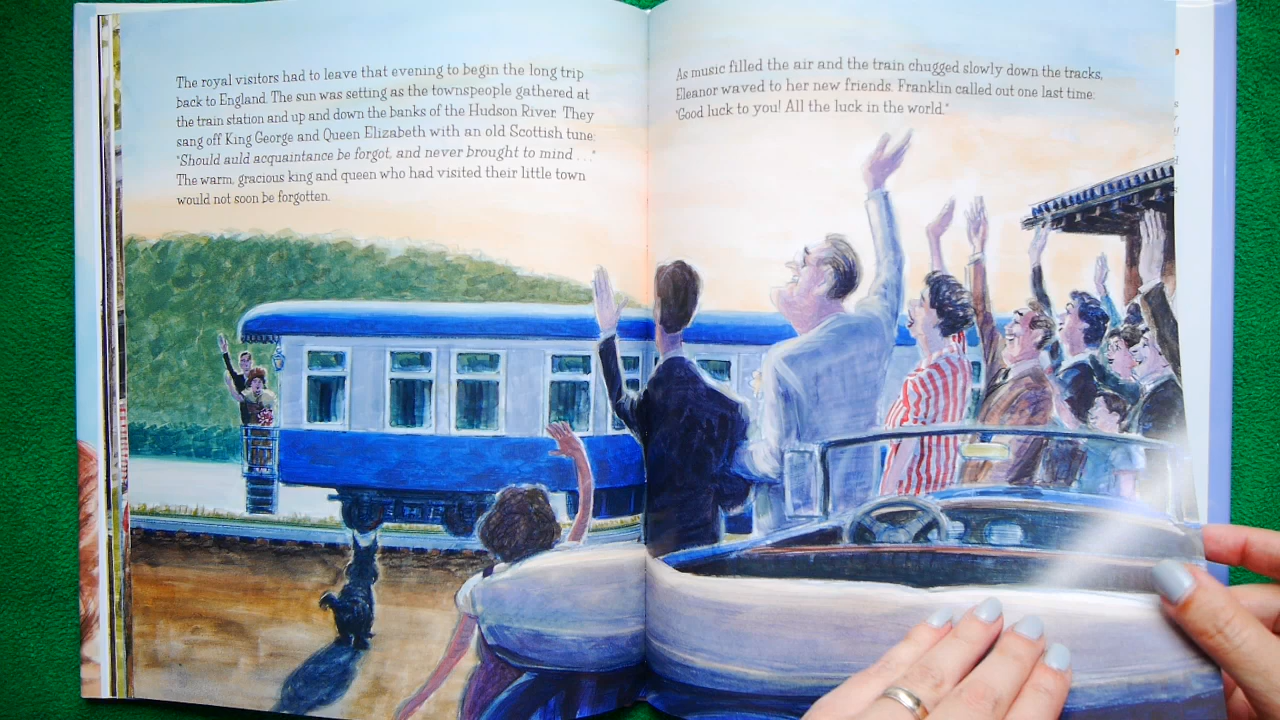 The royal visitors had to leave that evening to begin the long trip
back to England. The sun was setting as the townspeople gathered at
the train station and up and down the banks of the Hudson River. They
sang off King George and Queen Elizabeth with an old Scottish tune:
"Should auld acquaintance be forgot, and never brought to mind . . ."
The warm, gracious king and queen who had visited their little town
would not soon be forgotten.
As music filled the air and the train chugged slowly down the tracks,
Eleanor waved to her new friends. Franklin called out one last time:
"Good luck to you! All the luck in the world."